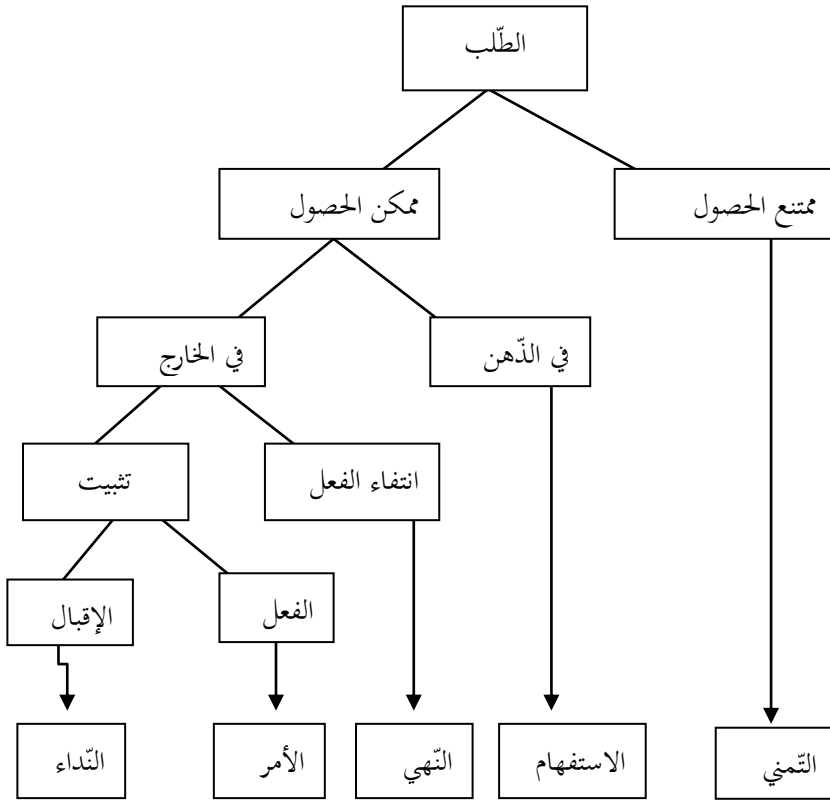 الطّلب
ممتنع الحصول
ممكن الحصول
في الذّهن
في الخارج
انتفاء الفعل
تثبيت
الفعل
الإقبال
التّمني
الاستفهام
النّهي
الأمر
النّداء